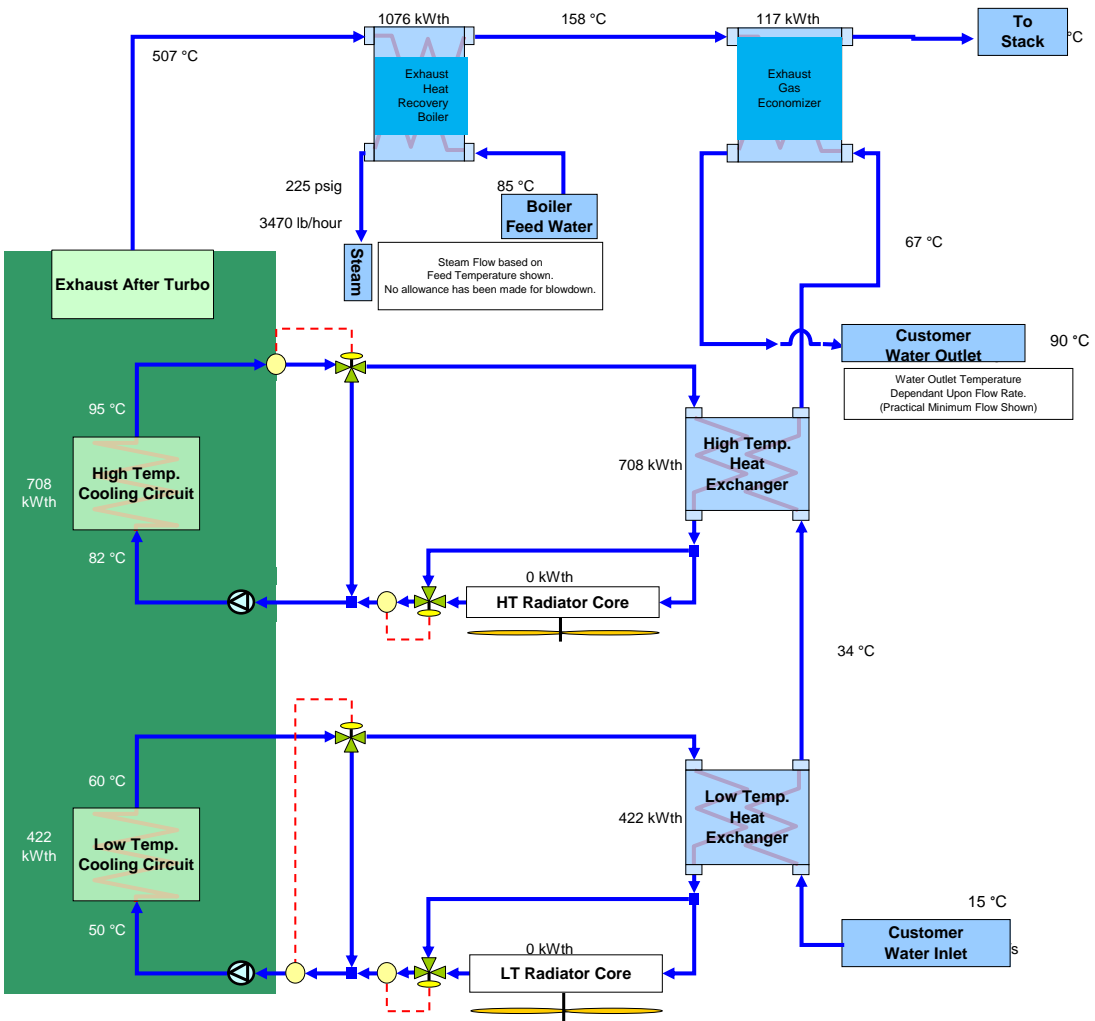 1076 kWth
158 °C
117 kWth
To
Stack
°C
507 °C
Exhaust
Heat
Recovery
Boiler
Exhaust
Gas
Economizer
225 psig
85 °C
Boiler
Feed Water
3470 lb/hour
67 °C
Steam
Steam Flow based on
Feed Temperature shown.
No allowance has been made for blowdown.
Exhaust After Turbo
Customer
Water Outlet
90 °C
Water Outlet Temperature
Dependant Upon Flow Rate.
(Practical Minimum Flow Shown)
95 °C
High Temp.
Cooling Circuit
708
kWth
708 kWth
High Temp.
Heat
Exchanger
82 °C
0 kWth
HT Radiator Core
34 °C
60 °C
Low Temp.
Cooling Circuit
422
kWth
422 kWth
Low Temp.
Heat
Exchanger
50 °C
15 °C
Customer
Water Inlet
s
0 kWth
LT Radiator Core